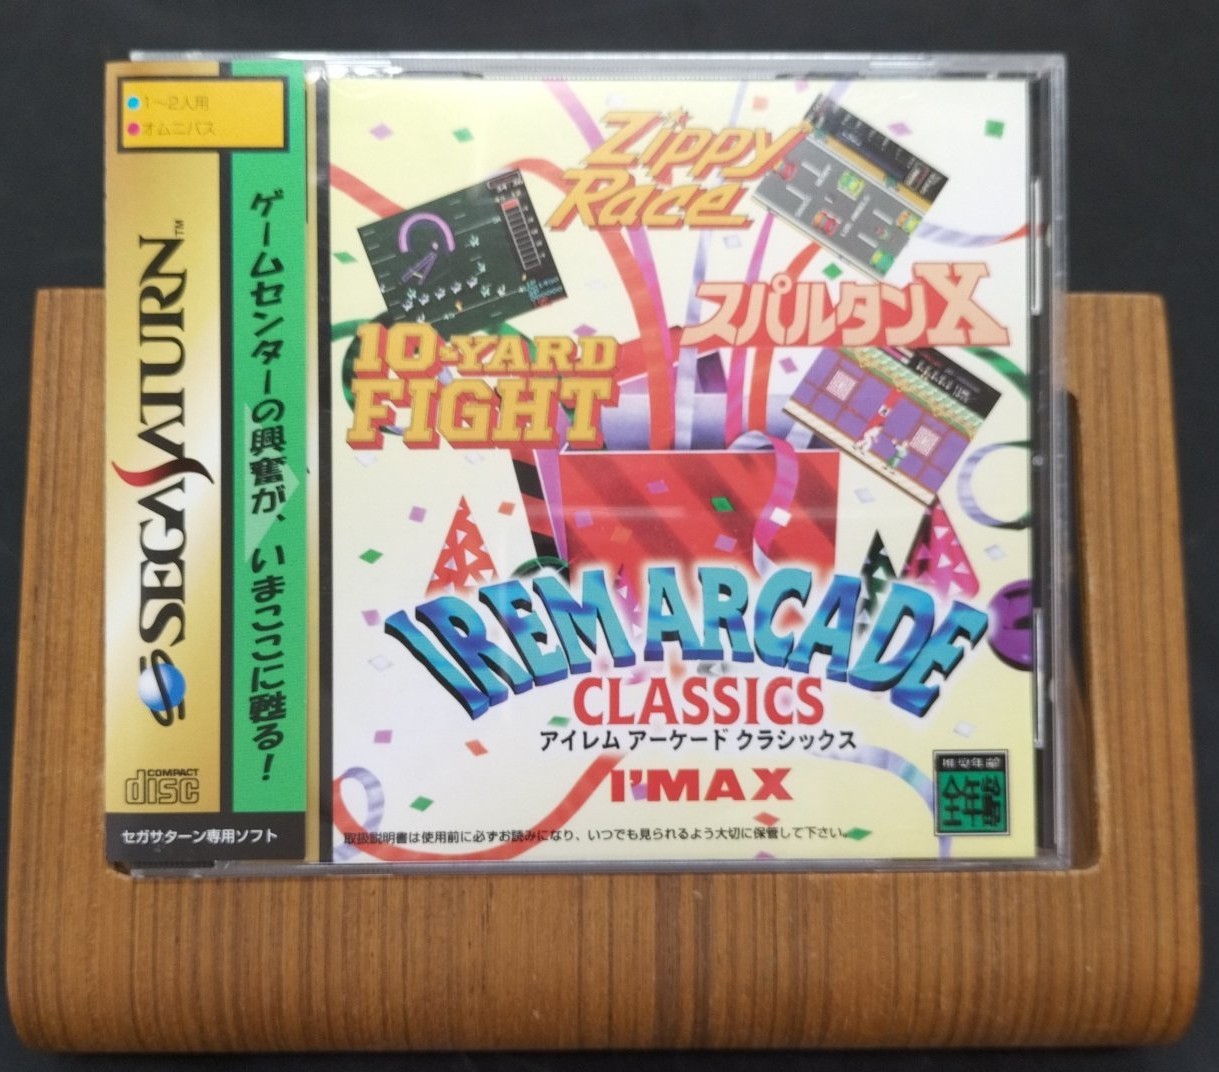 1〜2人用
オムニバス
SEGA SATURN™
COMPACT
disc
セガサターン専用ソフト
ゲームセンターの興奮が、いまここに甦る!
Zippy
Race
スパルタンX
10-YARD
FIGHT
IREM ARCADE
CLASSICS
アイレム アーケード クラシックス
I'MAX
推奨年齢
全年齢
取扱説明書は使用前に必ずお読みになり、いつでも見られるよう大切に保管して下さい。